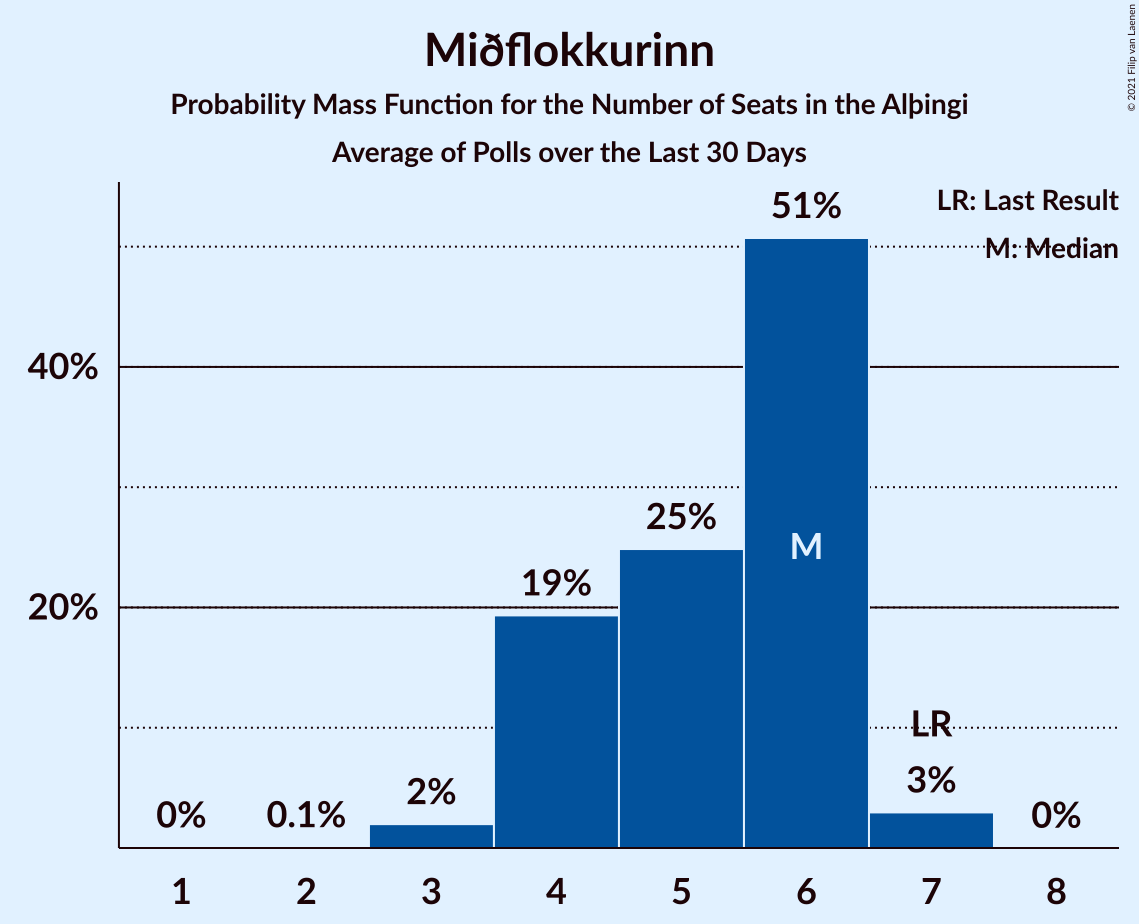 Miðflokkurinn
Probability Mass Function for the Number of Seats in the Alþingi
Average of Polls over the Last 30 Days
© 2021 Filip van Laenen
LR: Last Result
M: Median
51%
40%
25%
M
19%
20%
LR
3%
2%
0%
0.1%
0%
1 2 3 4 5 6 7 8